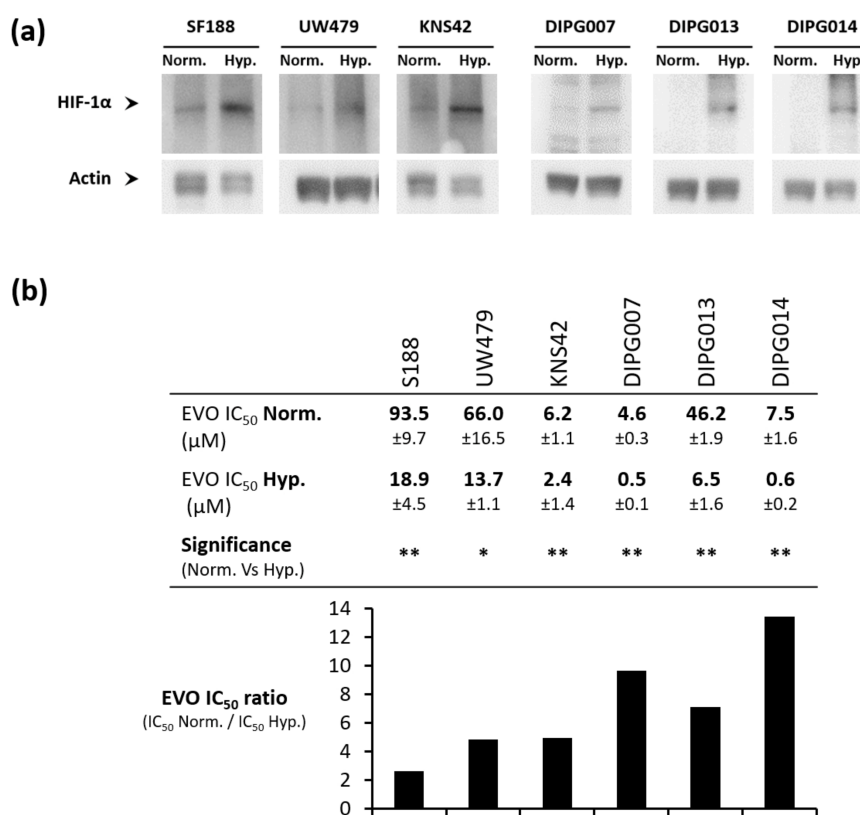 (a)
SF188 UW479 KNS42 DIPG007 DIPG013 DIPG014
Norm. Hyp. Norm. Hyp. Norm. Hyp. Norm. Hyp. Norm. Hyp. Norm. Hyp
HIF-1α
Actin
(b)
S188 UW479 KNS42 DIPG007 DIPG013 DIPG014
EVO IC50 Norm. 93.5 66.0 6.2 4.6 46.2 7.5
(µM) ±9.7 ±16.5 ±1.1 ±0.3 ±1.9 ±1.6
EVO IC50 Hyp. 18.9 13.7 2.4 0.5 6.5 0.6
(µM) ±4.5 ±1.1 ±1.4 ±0.1 ±1.6 ±0.2
Significance ** * ** ** ** **
(Norm. Vs Hyp.)
14
12
10
8
EVO IC50 ratio
(IC50 Norm. / IC50 Hyp.)
6
4
2
0